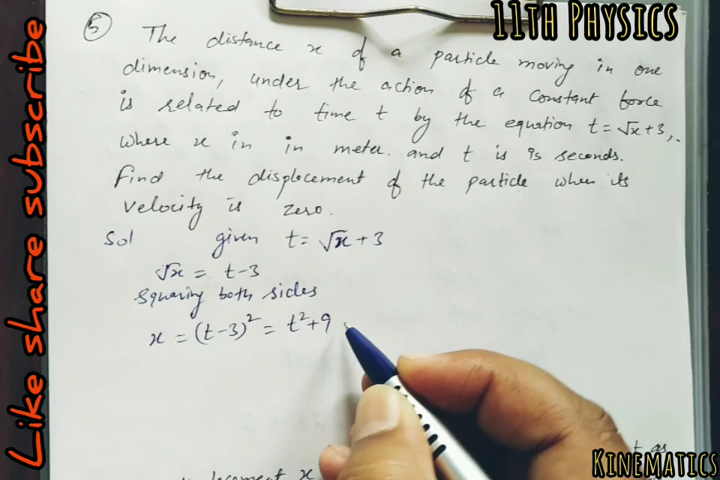 11th Physics
Like share subscribe
⑤ The distance x of a particle moving in one
dimension, under the action of a constant force
is related to time t by the equation t = √x + 3,
where x in in meter. and t is is seconds.
Find the displacement of the particle when its
velocity is zero.
Sol given t = √x + 3
√x = t - 3
Squaring both sides
x = (t-3)² = t² + 9
t as
placement x
Kinematics